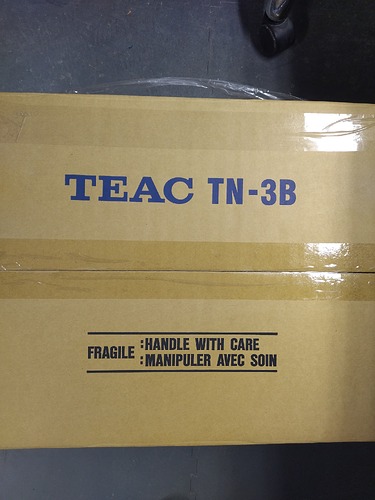 TEAC TN-3B
FRAGILE :HANDLE WITH CARE
:MANIPULER AVEC SOIN